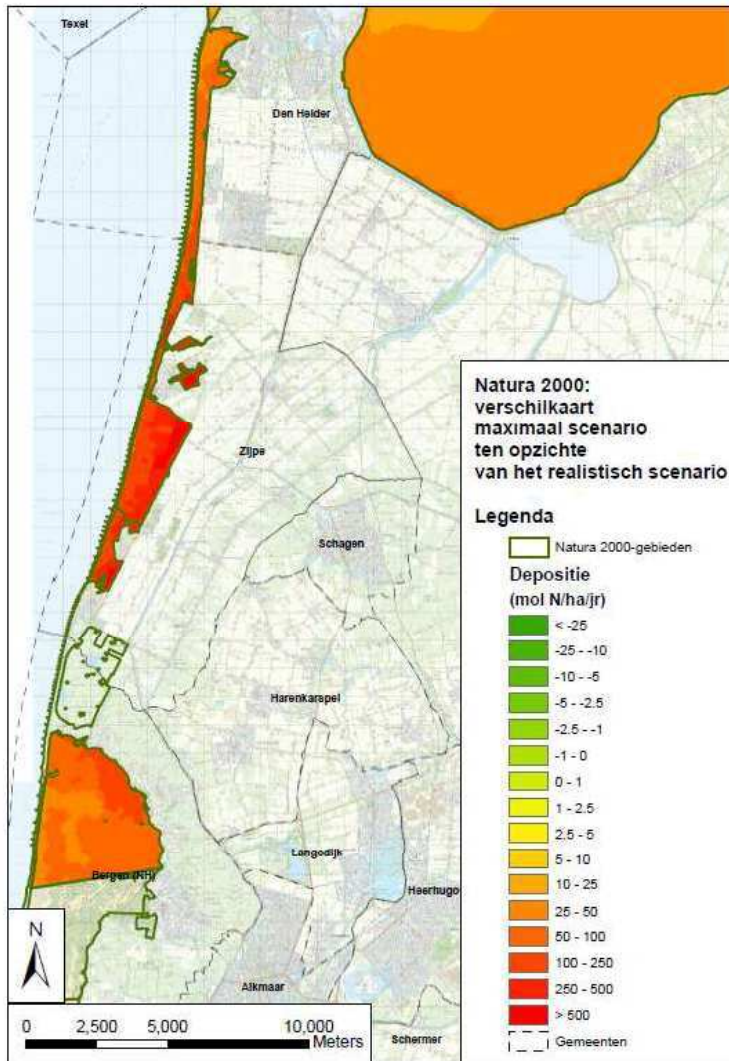 Texel
Den Helder
Zijpe
Schagen
Harenkarspel
Langedijk
Heerhugo
Bergen (NH)
Alkmaar
Schermer
N
0 2,500 5,000 10,000
Meters
Natura 2000:
verschilkaart
maximaal scenario
ten opzichte
van het realistisch scenario
Legenda
Natura 2000-gebieden
Depositie
(mol N/ha/jr)
< -25
-25 - -10
-10 - -5
-5 - -2.5
-2.5 - -1
-1 - 0
0 - 1
1 - 2.5
2.5 - 5
5 - 10
10 - 25
25 - 50
50 - 100
100 - 250
250 - 500
> 500
Gemeenten